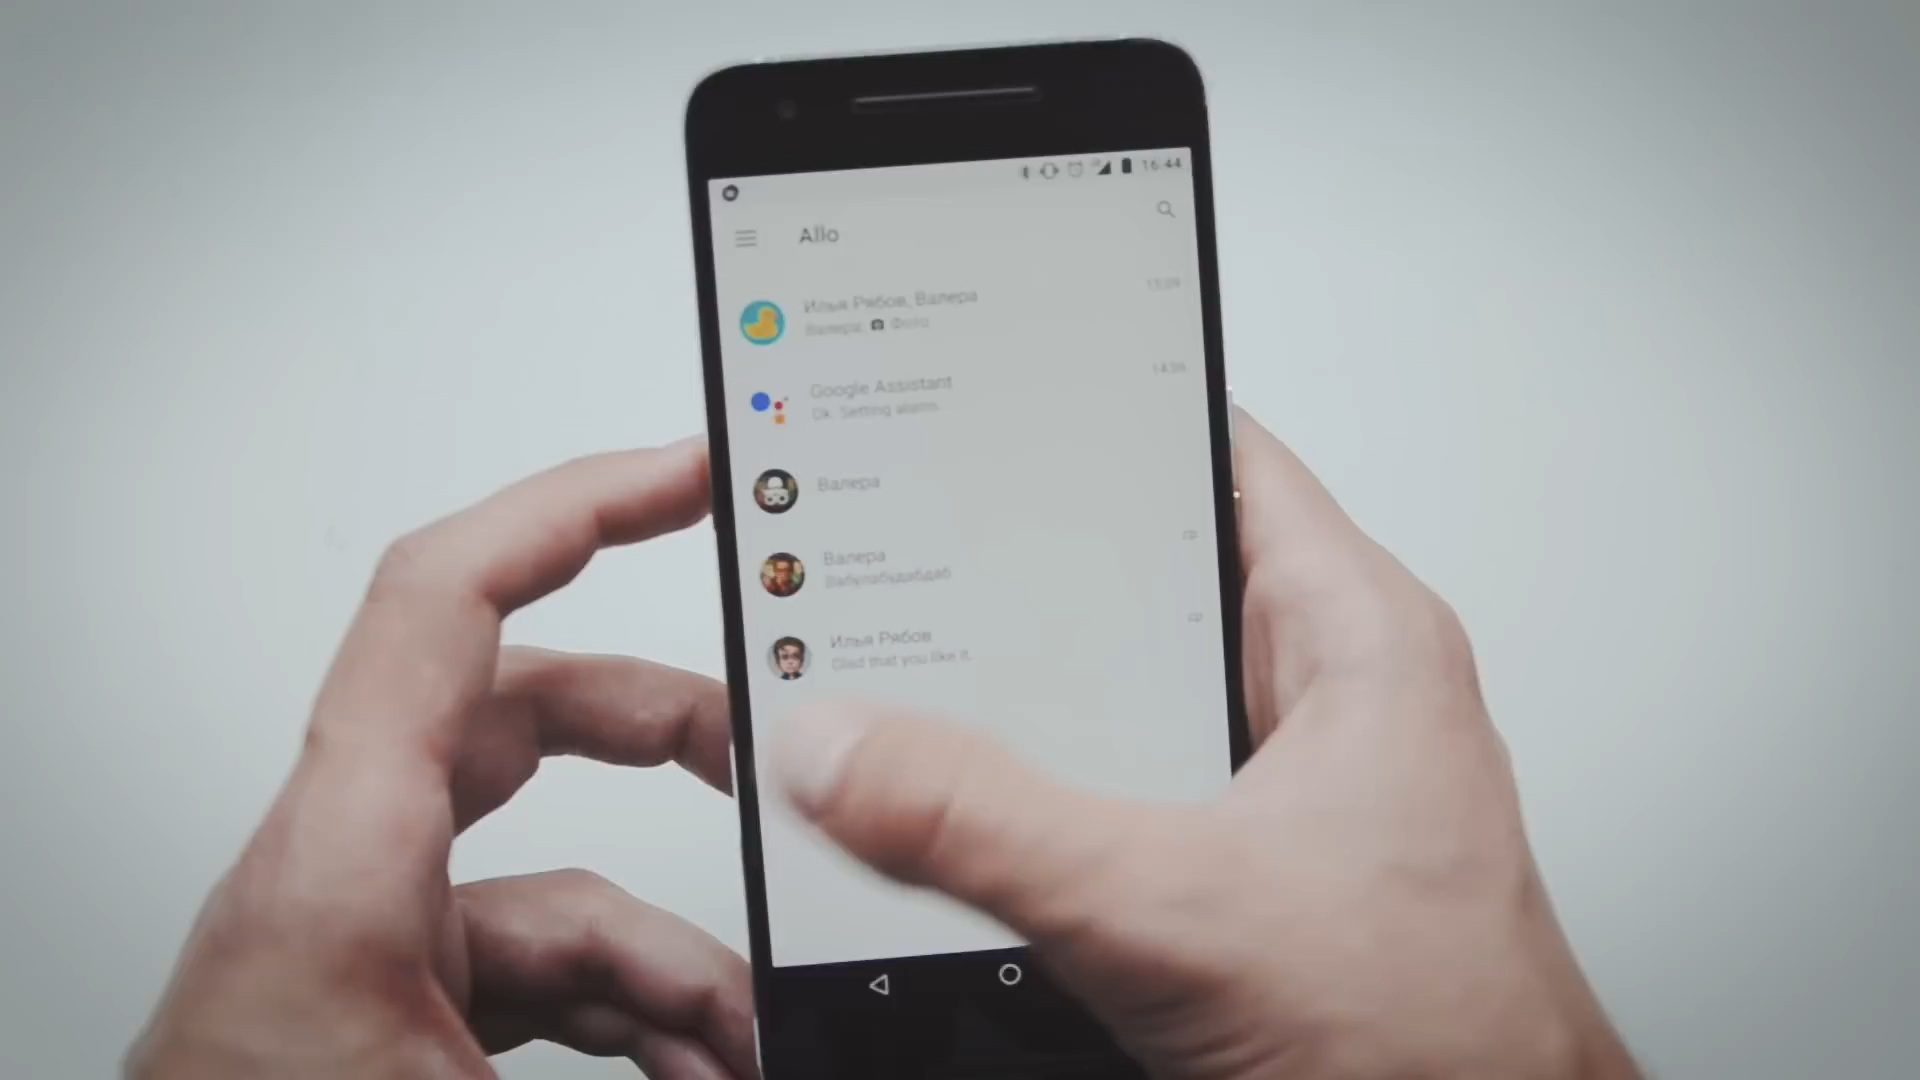 16:44
Allo
Илья Рябов, Валера
Валера: Фото
Google Assistant
Ok. Setting alarm.
Валера
Валера
Вабулабудабдаб
Илья Рябов
Glad that you like it.